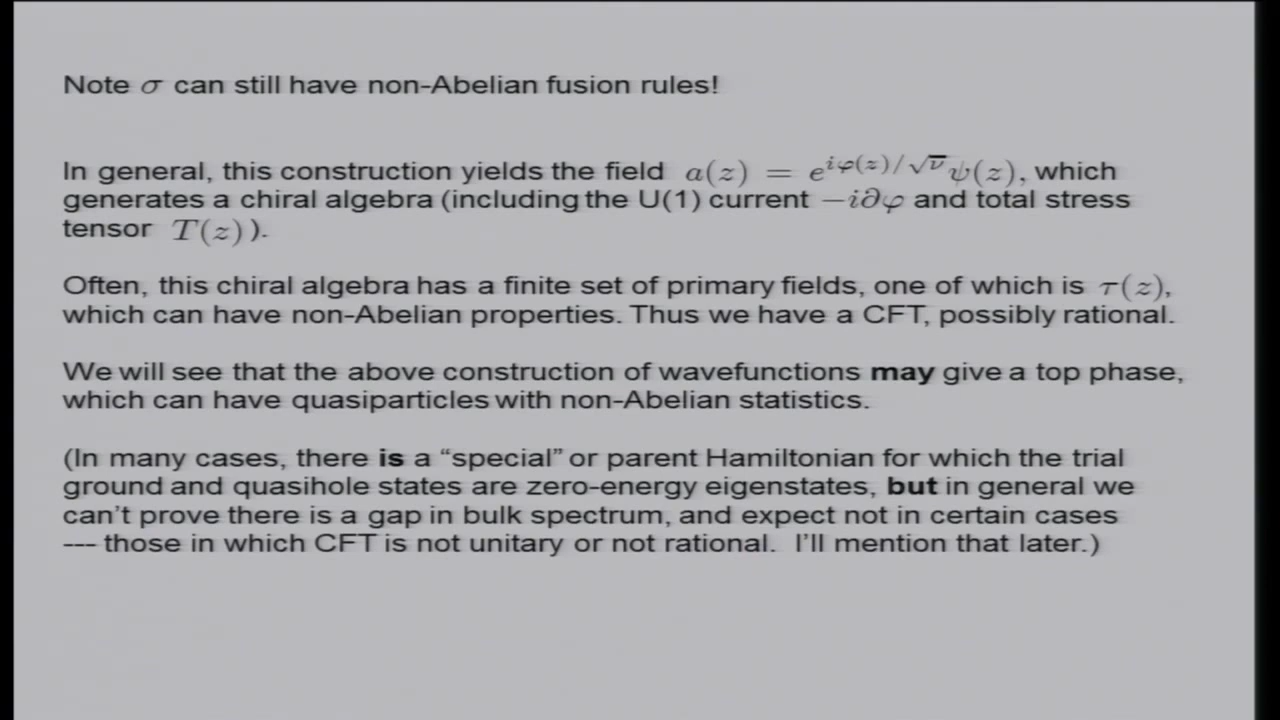 Note σ can still have non-Abelian fusion rules!
In general, this construction yields the field a(z) = e^{iφ(z)/√ν}ψ(z), which
generates a chiral algebra (including the U(1) current −i∂φ and total stress
tensor T(z)).
Often, this chiral algebra has a finite set of primary fields, one of which is τ(z),
which can have non-Abelian properties. Thus we have a CFT, possibly rational.
We will see that the above construction of wavefunctions may give a top phase,
which can have quasiparticles with non-Abelian statistics.
(In many cases, there is a “special” or parent Hamiltonian for which the trial
ground and quasihole states are zero-energy eigenstates, but in general we
can’t prove there is a gap in bulk spectrum, and expect not in certain cases
--- those in which CFT is not unitary or not rational. I’ll mention that later.)